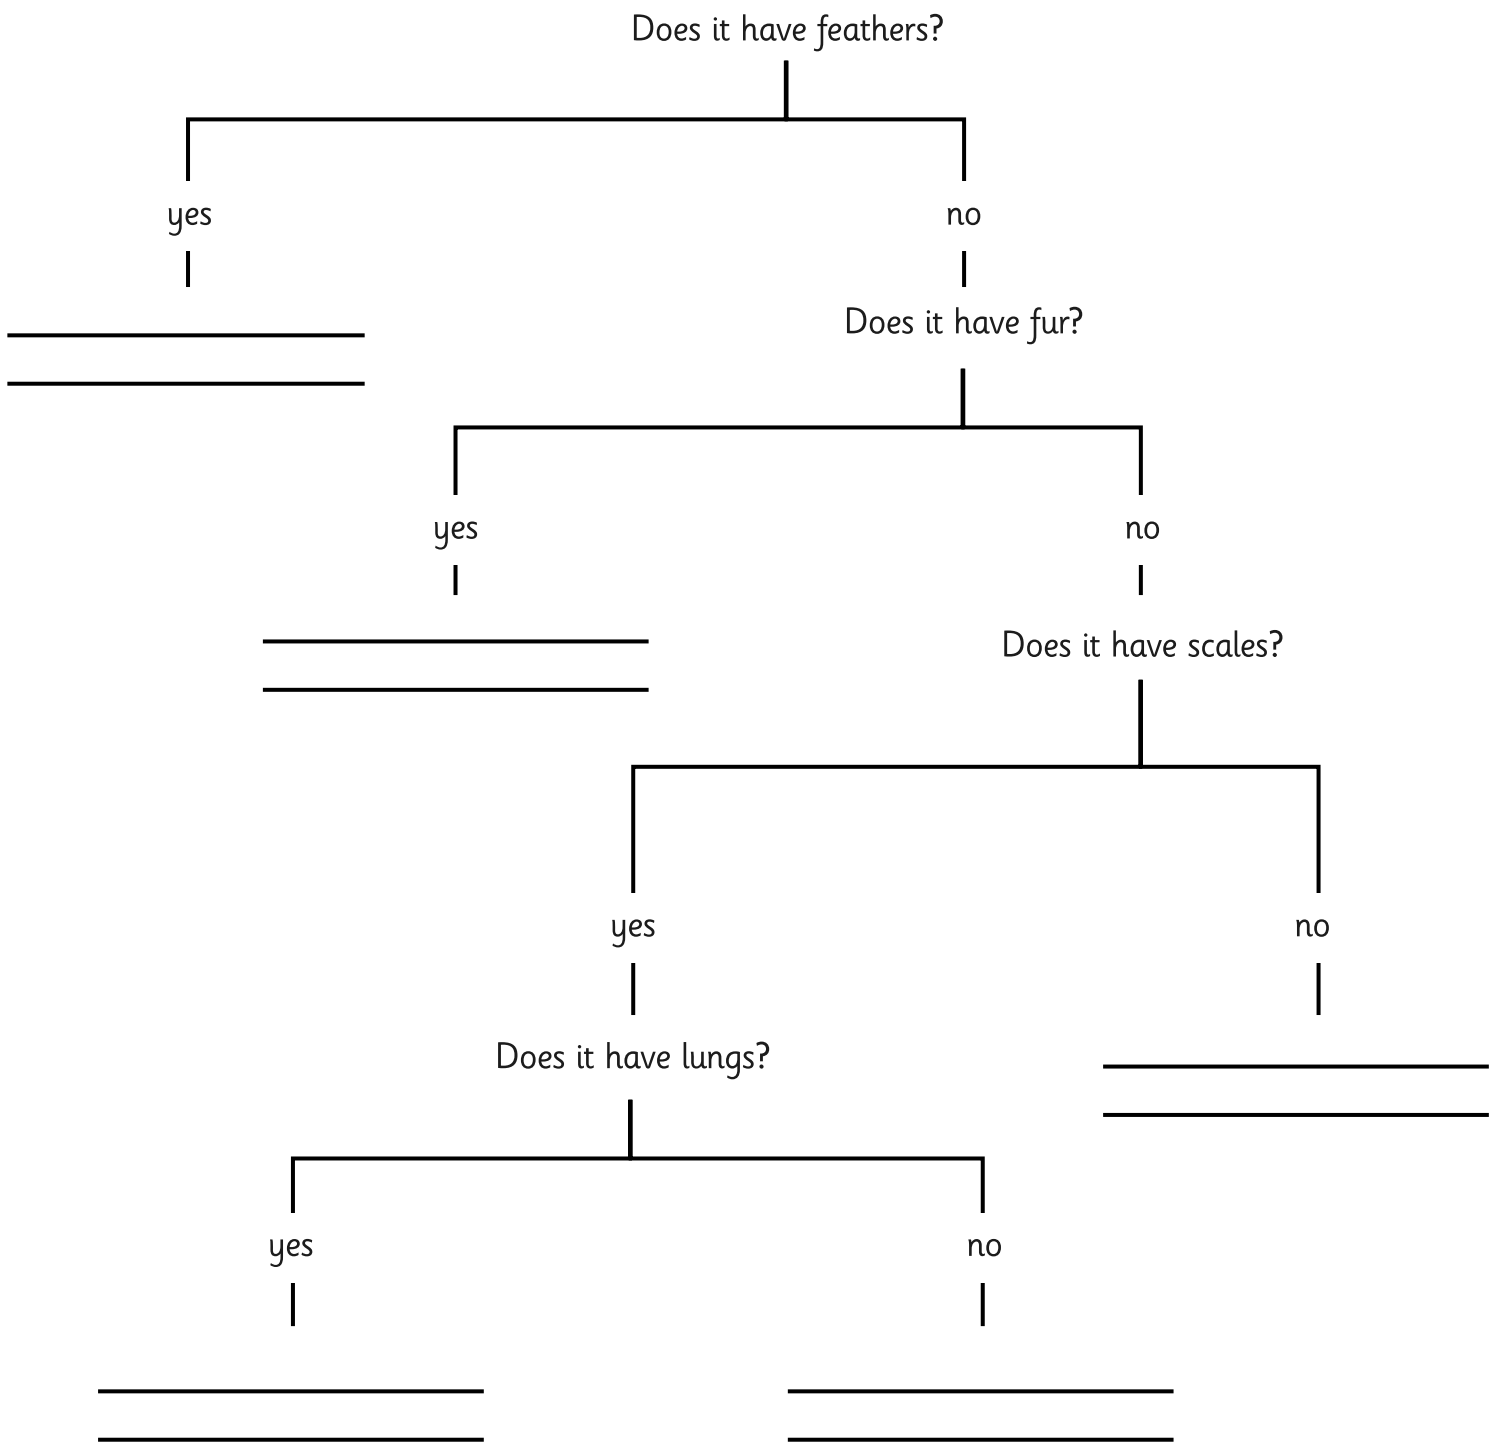 Does it have feathers?
yes
no
Does it have fur?
yes
no
Does it have scales?
yes
no
Does it have lungs?
yes
no